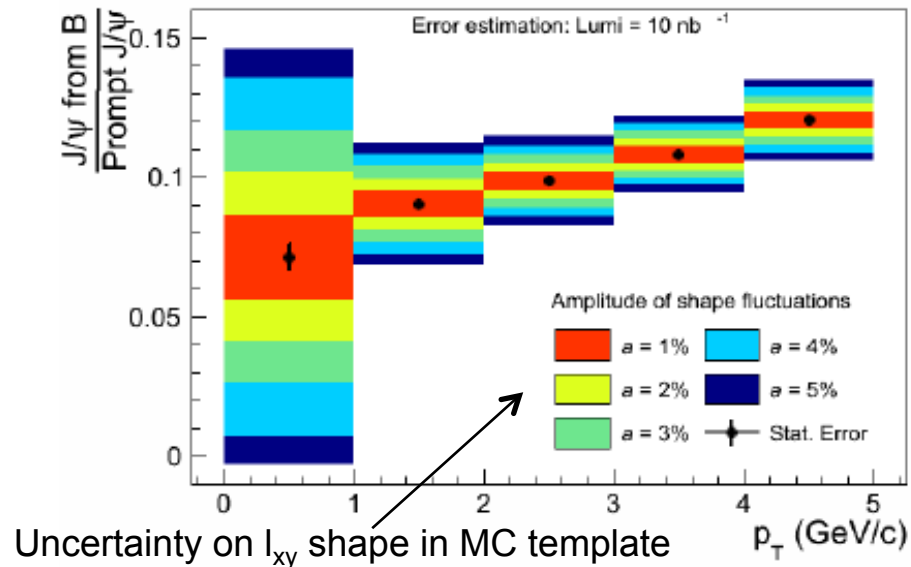 Error estimation: Lumi = 10 nb⁻¹
J/ψ from B
Prompt J/ψ
0.15
0.1
0.05
0
Amplitude of shape fluctuations
a = 1%
a = 4%
a = 2%
a = 5%
a = 3%
Stat. Error
0 1 2 3 4 5
p_T (GeV/c)
Uncertainty on l_xy shape in MC template